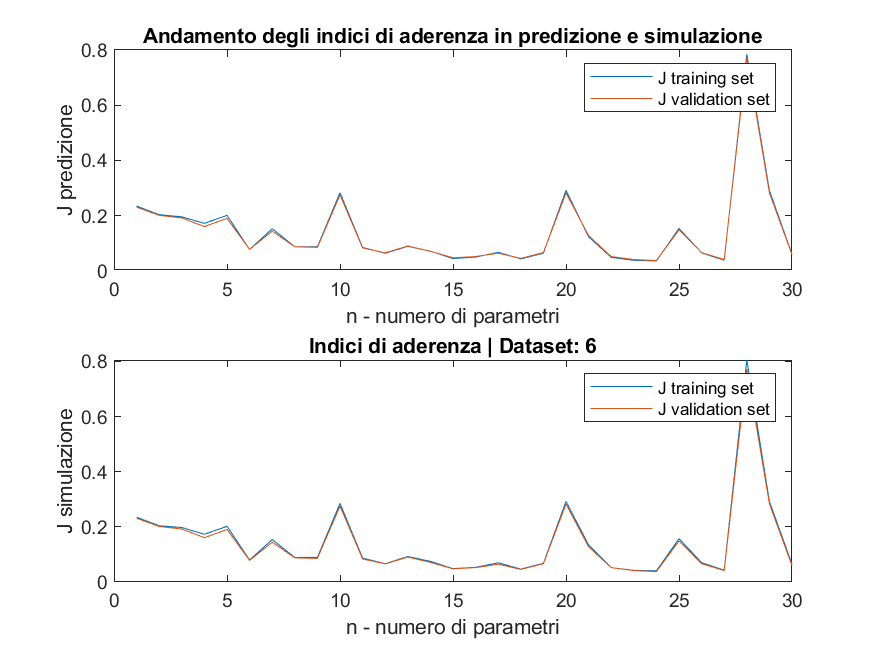 Andamento degli indici di aderenza in predizione e simulazione
0.8
0.6
0.4
0.2
0
J predizione
J training set
J validation set
0 5 10 15 20 25 30
n - numero di parametri
Indici di aderenza | Dataset: 6
0.8
0.6
0.4
0.2
0
J simulazione
J training set
J validation set
0 5 10 15 20 25 30
n - numero di parametri